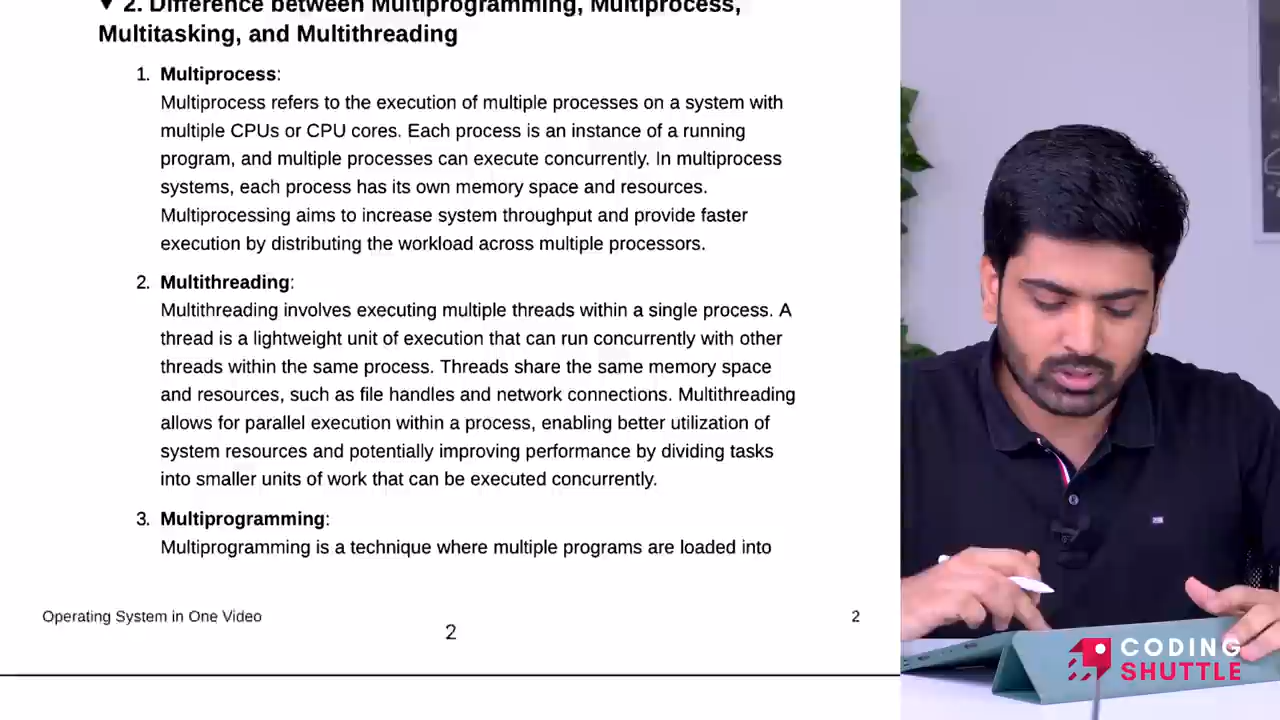 ▼ 2. Difference between Multiprogramming, Multiprocess,
Multitasking, and Multithreading
1. Multiprocess:
Multiprocess refers to the execution of multiple processes on a system with
multiple CPUs or CPU cores. Each process is an instance of a running
program, and multiple processes can execute concurrently. In multiprocess
systems, each process has its own memory space and resources.
Multiprocessing aims to increase system throughput and provide faster
execution by distributing the workload across multiple processors.
2. Multithreading:
Multithreading involves executing multiple threads within a single process. A
thread is a lightweight unit of execution that can run concurrently with other
threads within the same process. Threads share the same memory space
and resources, such as file handles and network connections. Multithreading
allows for parallel execution within a process, enabling better utilization of
system resources and potentially improving performance by dividing tasks
into smaller units of work that can be executed concurrently.
3. Multiprogramming:
Multiprogramming is a technique where multiple programs are loaded into
Operating System in One Video
2
2
CODING
SHUTTLE